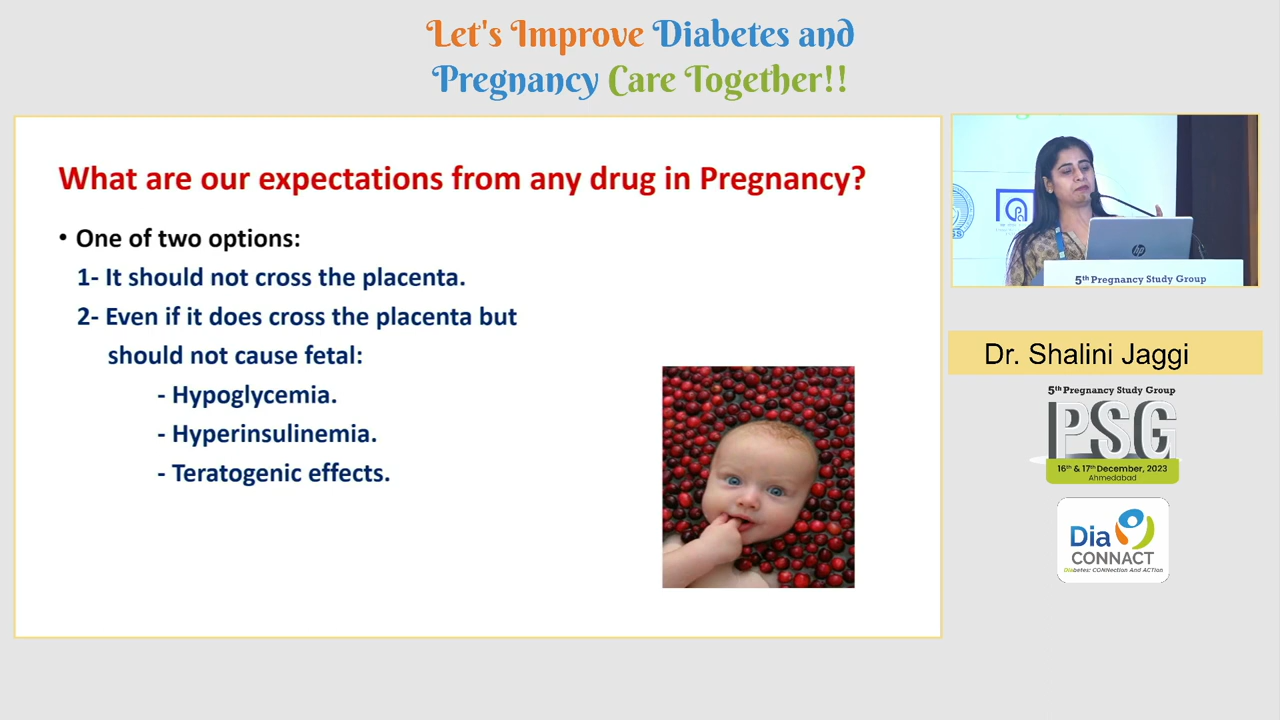 Let's Improve Diabetes and
Pregnancy Care Together!!
What are our expectations from any drug in Pregnancy?
• One of two options:
1- It should not cross the placenta.
2- Even if it does cross the placenta but
should not cause fetal:
- Hypoglycemia.
- Hyperinsulinemia.
- Teratogenic effects.
hp
5th Pregnancy Study Group
Dr. Shalini Jaggi
5th Pregnancy Study Group
PSG
16th & 17th December, 2023
Ahmedabad
Dia
CONNACT
Diabetes: CONNection And ACTion